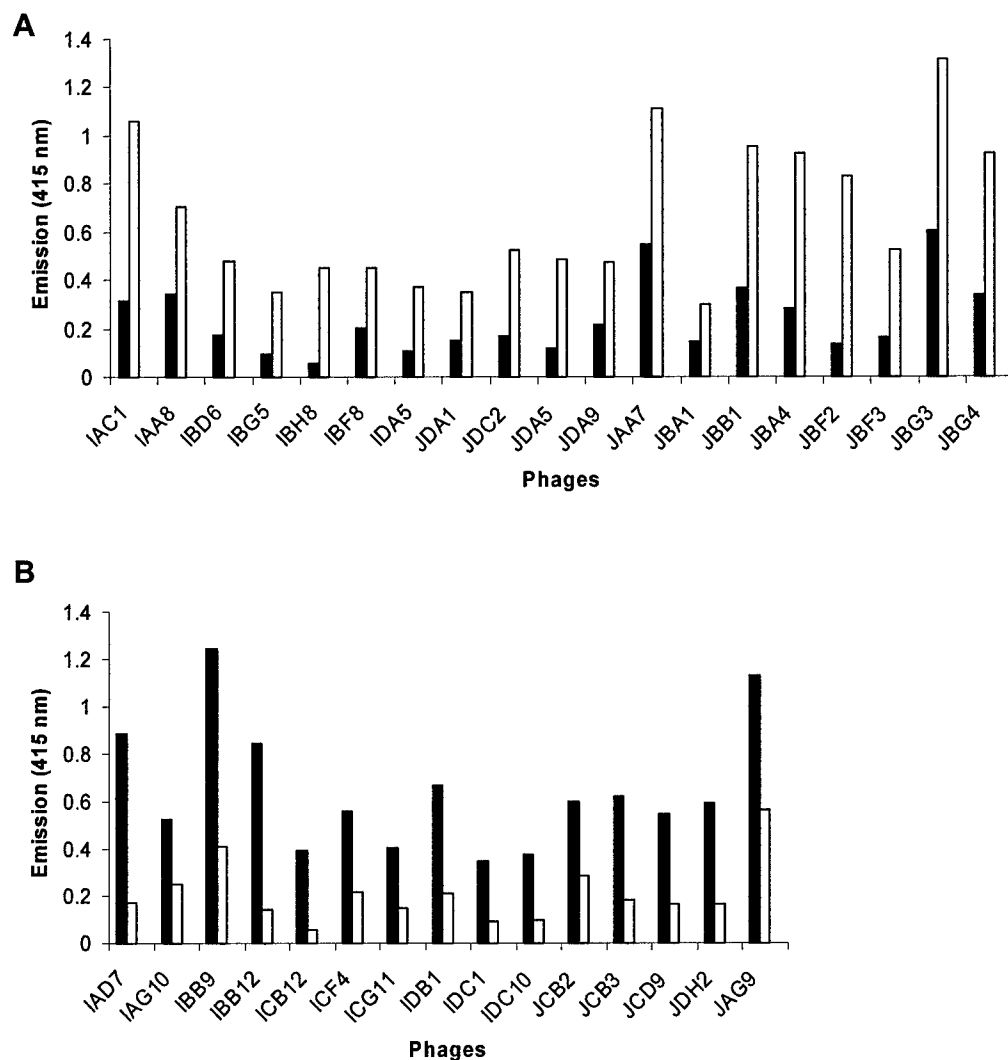 A
1.4
1.2
1
0.8
0.6
0.4
0.2
0
Emission (415 nm)
IAC1
IAA8
IBD6
IBG5
IBH8
IBF8
IDA5
JDA1
JDC2
JDA5
JDA9
JAA7
JBA1
JBB1
JBA4
JBF2
JBF3
JBG3
JBG4
Phages
B
1.4
1.2
1
0.8
0.6
0.4
0.2
0
Emission (415 nm)
IAD7
IAG10
IBB9
IBB12
ICB12
ICF4
ICG11
IDB1
IDC1
IDC10
JCB2
JCB3
JCD9
JDH2
JAG9
Phages